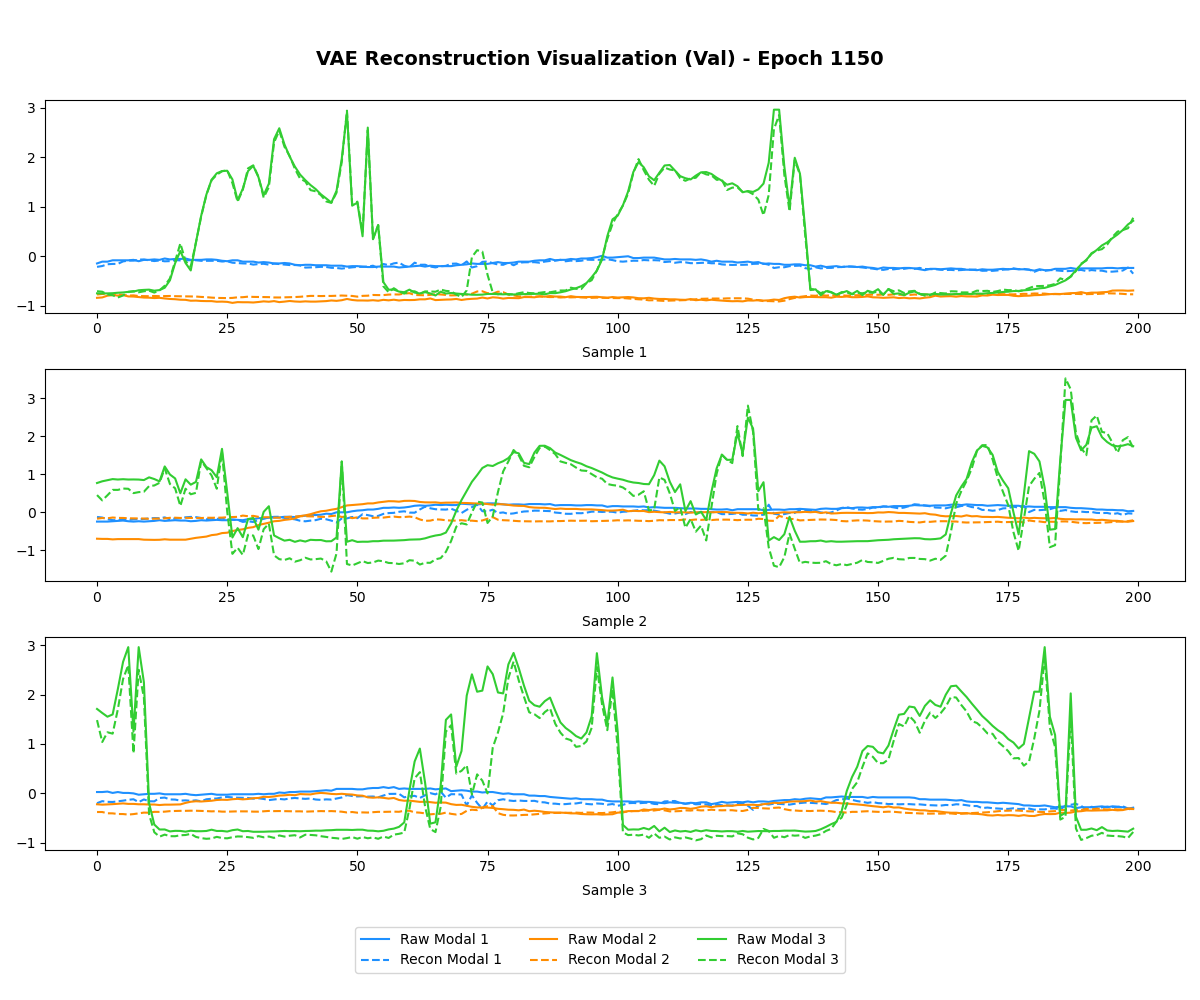 VAE Reconstruction Visualization (Val) - Epoch 1150
3
2
1
0
−1
0 25 50 75 100 125 150 175 200
Sample 1
3
2
1
0
−1
0 25 50 75 100 125 150 175 200
Sample 2
3
2
1
0
−1
0 25 50 75 100 125 150 175 200
Sample 3
Raw Modal 1 Raw Modal 2 Raw Modal 3
Recon Modal 1 Recon Modal 2 Recon Modal 3